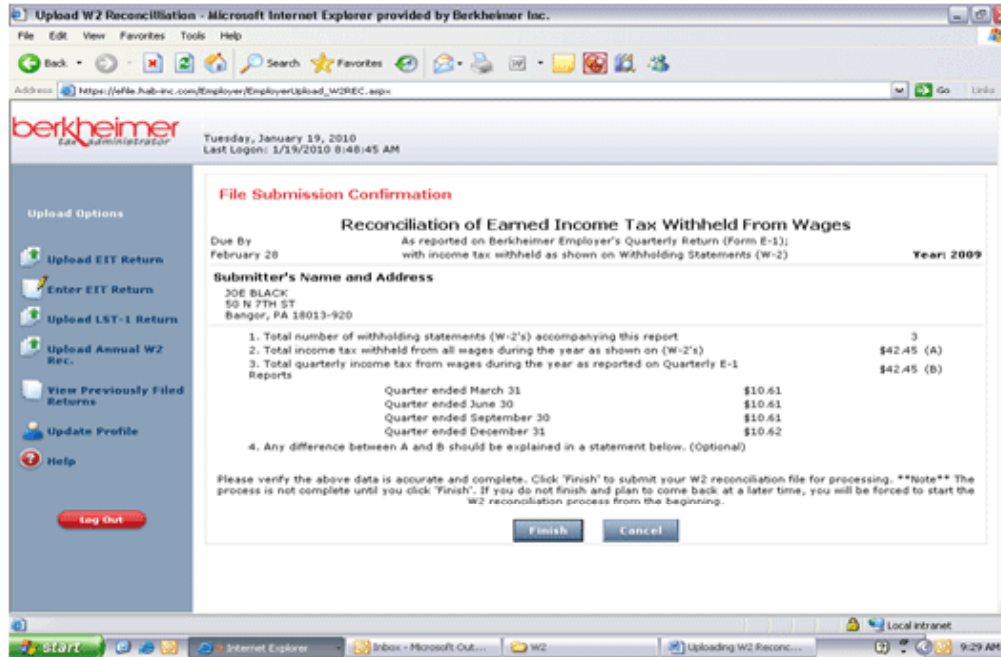 Upload W2 Reconcilliation - Microsoft Internet Explorer provided by Berkheimer Inc.
File Edit View Favorites Tools Help
Back Search Favorites
Address https://efile.hab-inc.com/Employer/EmployerUpload_W2REC.aspx Go Links
berkheimer
tax administrator
Tuesday, January 19, 2010
Last Logon: 1/19/2010 8:48:45 AM
Upload Options
Upload EIT Return
Enter EIT Return
Upload LST-1 Return
Upload Annual W2
Rec.
View Previously Filed
Returns
Update Profile
Help
Log Out
File Submission Confirmation
Reconciliation of Earned Income Tax Withheld From Wages
Due By As reported on Berkheimer Employer's Quarterly Return (Form E-1);
February 28 with income tax withheld as shown on Withholding Statements (W-2) Year: 2009
Submitter's Name and Address
JOE BLACK
50 N 7TH ST
Bangor, PA 18013-920
1. Total number of withholding statements (W-2's) accompanying this report 3
2. Total income tax withheld from all wages during the year as shown on (W-2's) $42.45 (A)
3. Total quarterly income tax from wages during the year as reported on Quarterly E-1
Reports $42.45 (B)
Quarter ended March 31 $10.61
Quarter ended June 30 $10.61
Quarter ended September 30 $10.61
Quarter ended December 31 $10.62
4. Any difference between A and B should be explained in a statement below. (Optional)
Please verify the above data is accurate and complete. Click 'Finish' to submit your W2 reconciliation file for processing. **Note** The
process is not complete until you click 'Finish'. If you do not finish and plan to come back at a later time, you will be forced to start the
W2 reconciliation process from the beginning.
Finish Cancel
Local intranet
start Internet Explorer Inbox - Microsoft Out... W2 Uploading W2 Reconc... 9:29 AM